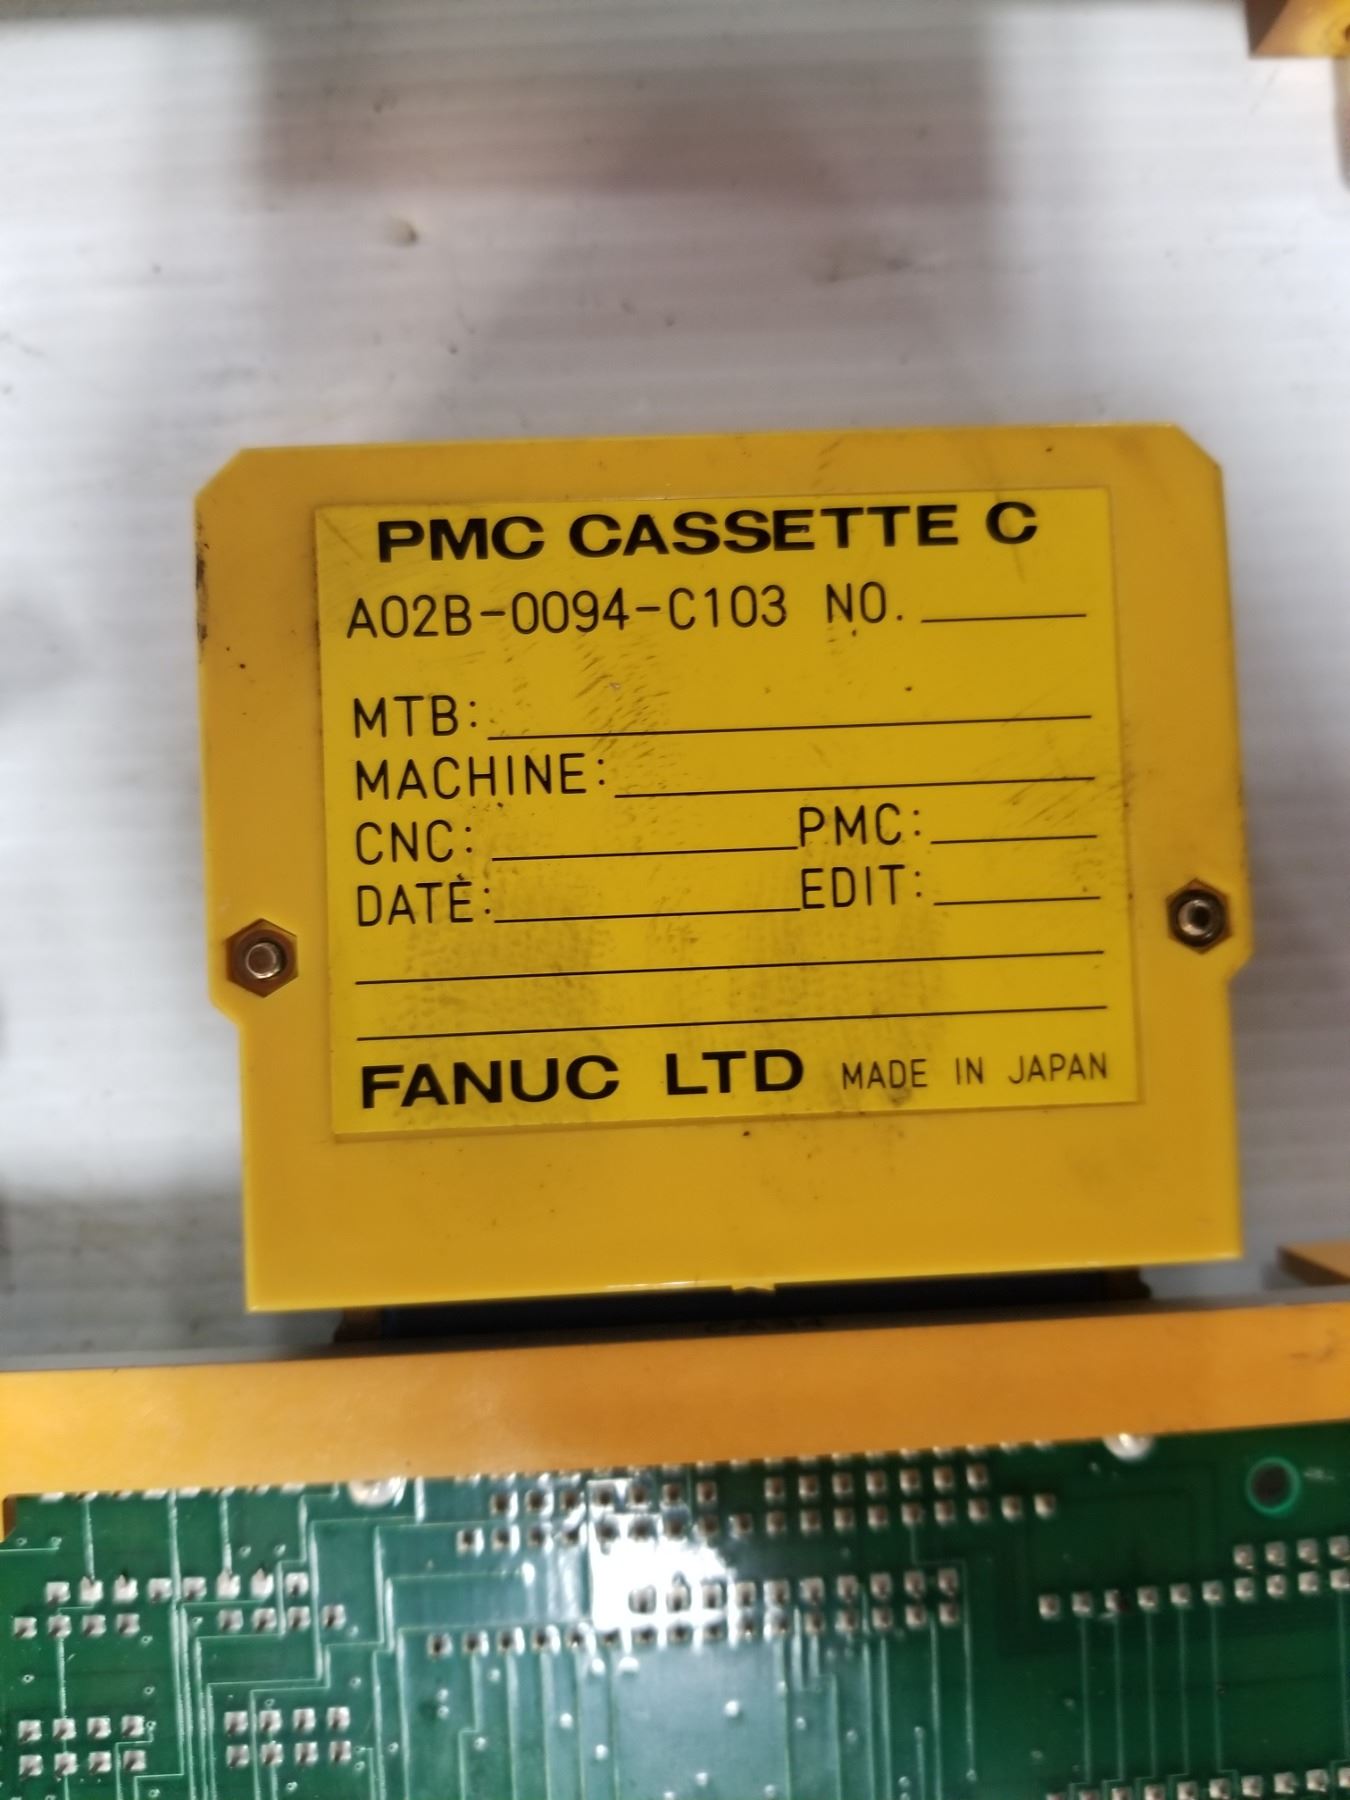 PMC CASSETTE C
A02B-0094-C103 NO.
MTB:
MACHINE:
CNC: PMC:
DATE: EDIT:
FANUC LTD MADE IN JAPAN